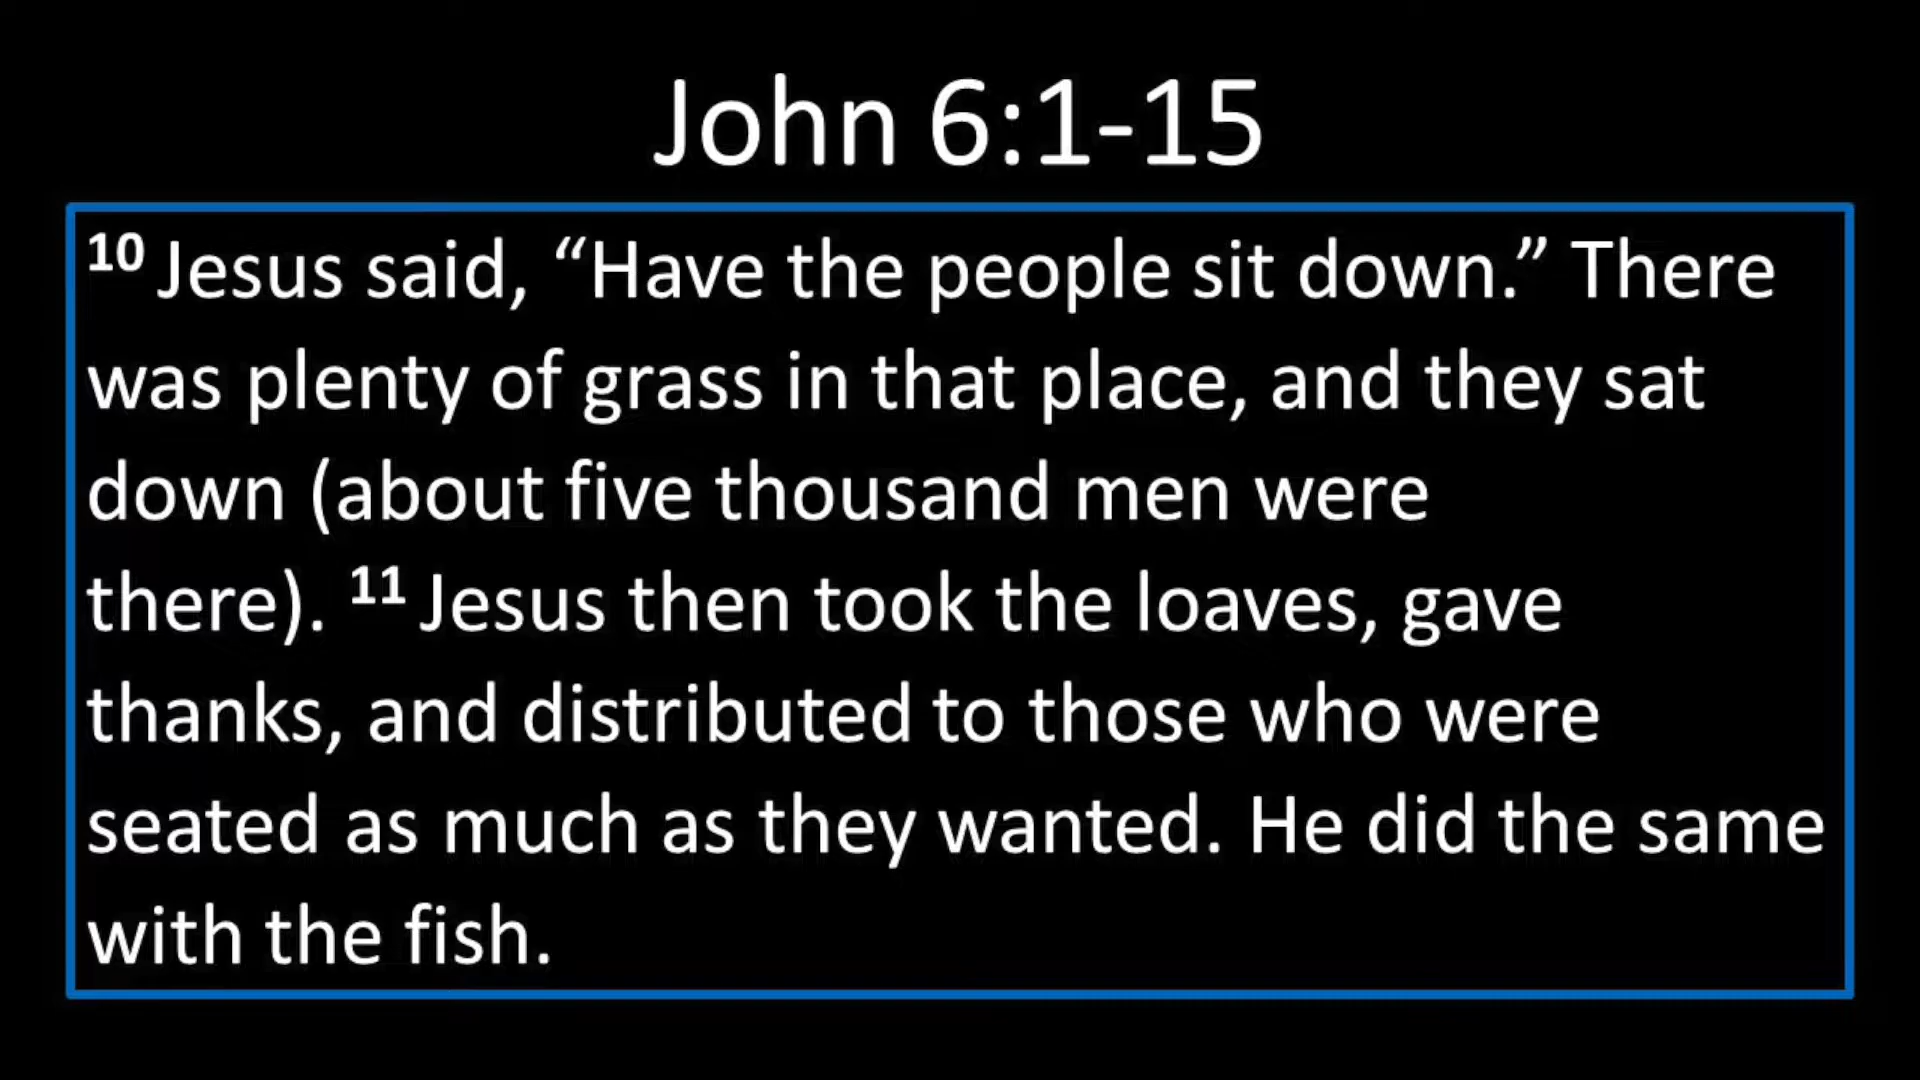 John 6:1-15
10 Jesus said, “Have the people sit down.” There
was plenty of grass in that place, and they sat
down (about five thousand men were
there). 11 Jesus then took the loaves, gave
thanks, and distributed to those who were
seated as much as they wanted. He did the same
with the fish.